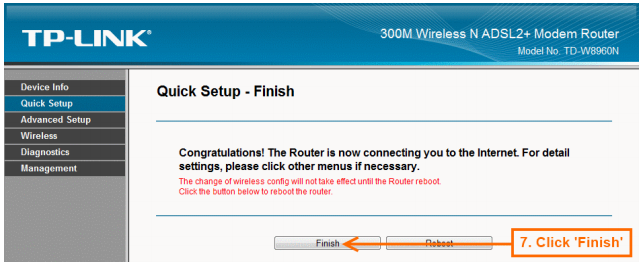 TP-LINK®
300M Wireless N ADSL2+ Modem Router
Model No. TD-W8960N
Device Info
Quick Setup
Advanced Setup
Wireless
Diagnostics
Management
Quick Setup - Finish
Congratulations! The Router is now connecting you to the Internet. For detail
settings, please click other menus if necessary.
The change of wireless config will not take effect until the Router reboot.
Click the button below to reboot the router.
Finish
Reboot
7. Click 'Finish'